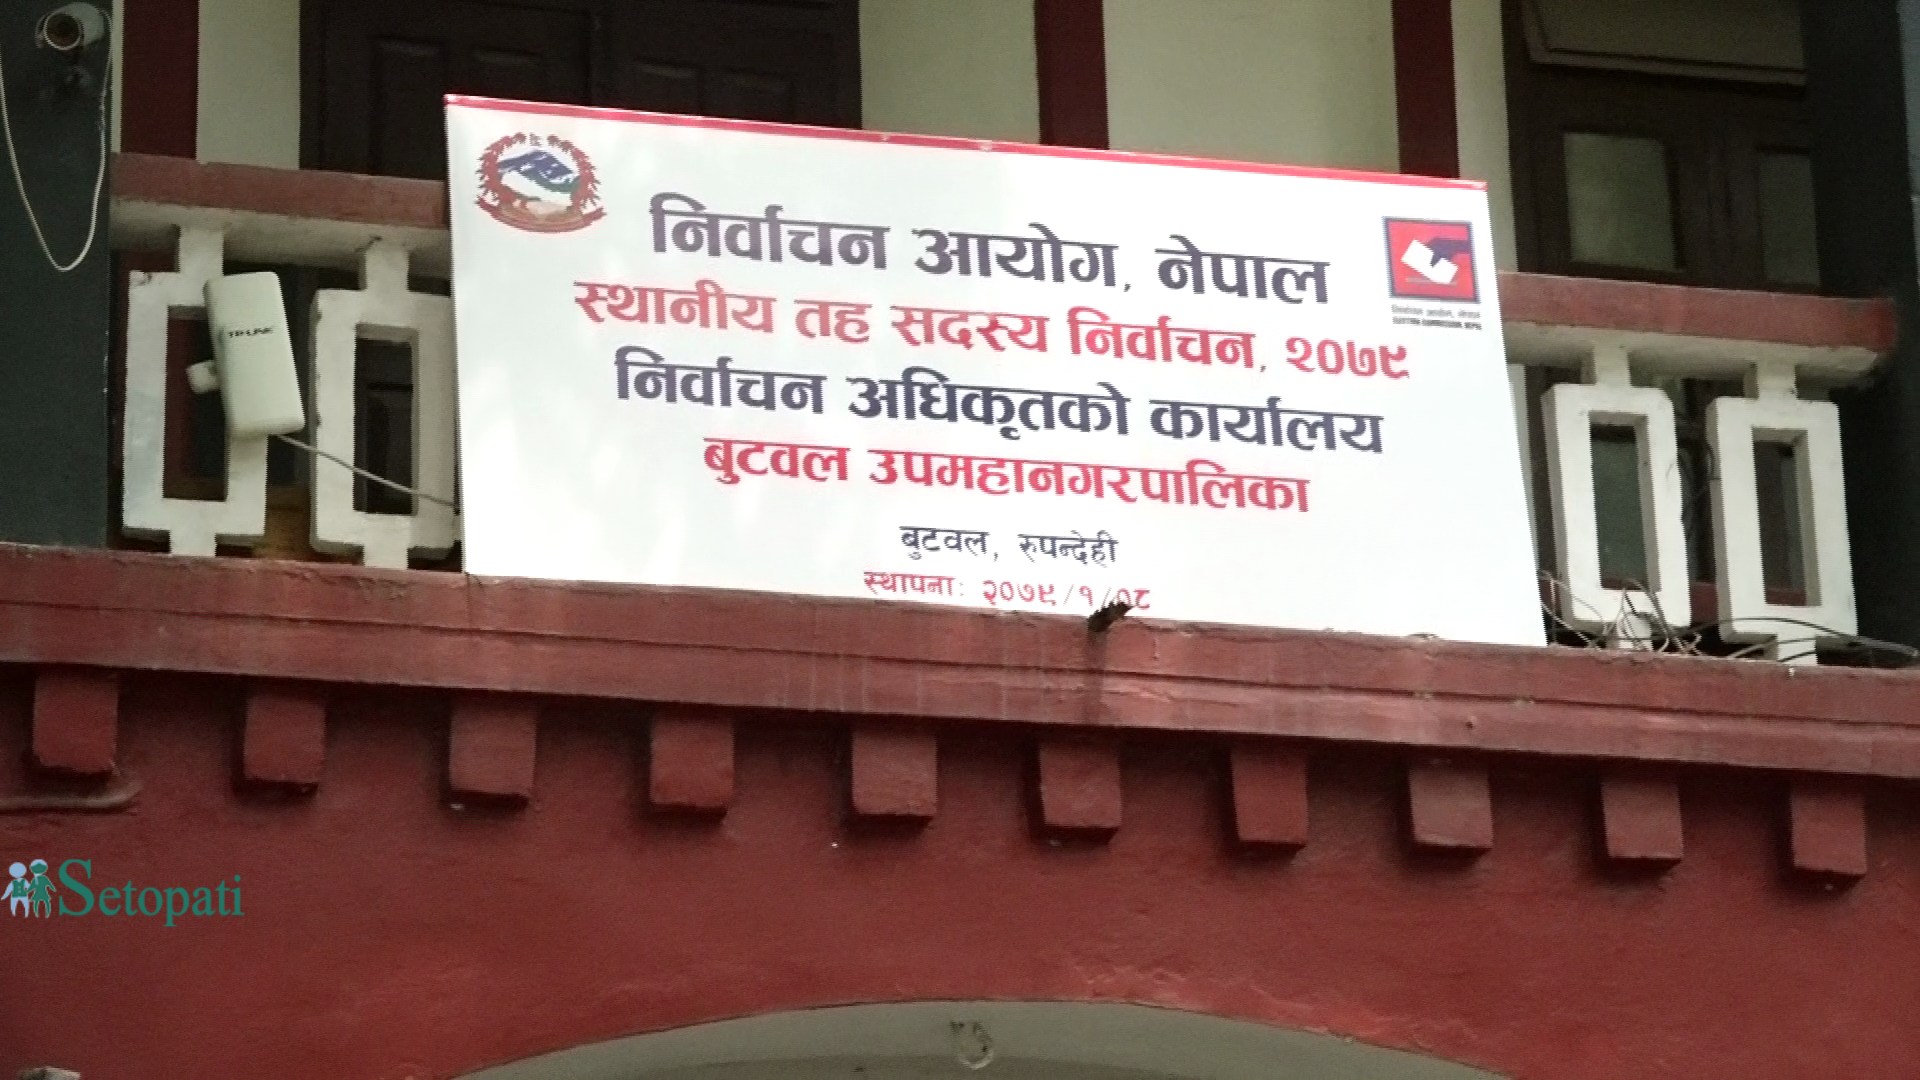 निर्वाचन आयोग, नेपाल
स्थानीय तह सदस्य निर्वाचन, २०७९
निर्वाचन अधिकृतको कार्यालय
बुटवल उपमहानगरपालिका
बुटवल, रुपन्देही
स्थापना: २०७९/१/०८
TP-LINK
Setopati